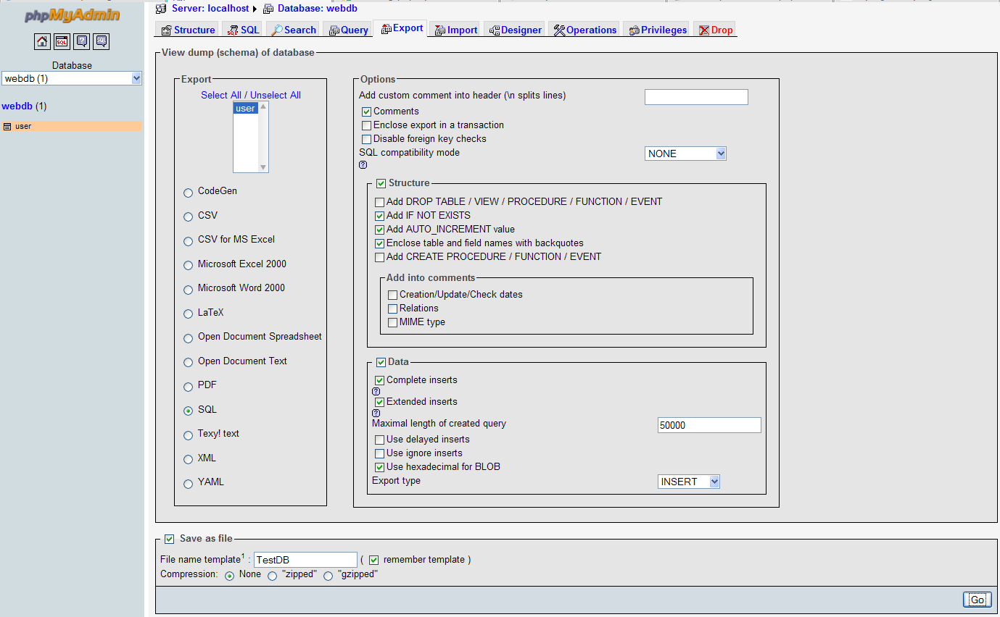 phpMyAdmin
SQL
Database
webdb (1)
webdb (1)
user
Server: localhost Database: webdb
Structure SQL Search Query Export Import Designer Operations Privileges Drop
View dump (schema) of database
Export
Select All / Unselect All
user
CodeGen
CSV
CSV for MS Excel
Microsoft Excel 2000
Microsoft Word 2000
LaTeX
Open Document Spreadsheet
Open Document Text
PDF
SQL
Texy! text
XML
YAML
Options
Add custom comment into header (\n splits lines)
Comments
Enclose export in a transaction
Disable foreign key checks
SQL compatibility mode NONE
Structure
Add DROP TABLE / VIEW / PROCEDURE / FUNCTION / EVENT
Add IF NOT EXISTS
Add AUTO_INCREMENT value
Enclose table and field names with backquotes
Add CREATE PROCEDURE / FUNCTION / EVENT
Add into comments
Creation/Update/Check dates
Relations
MIME type
Data
Complete inserts
Extended inserts
Maximal length of created query 50000
Use delayed inserts
Use ignore inserts
Use hexadecimal for BLOB
Export type INSERT
Save as file
File name template1 : TestDB ( remember template )
Compression: None "zipped" "gzipped"
Go